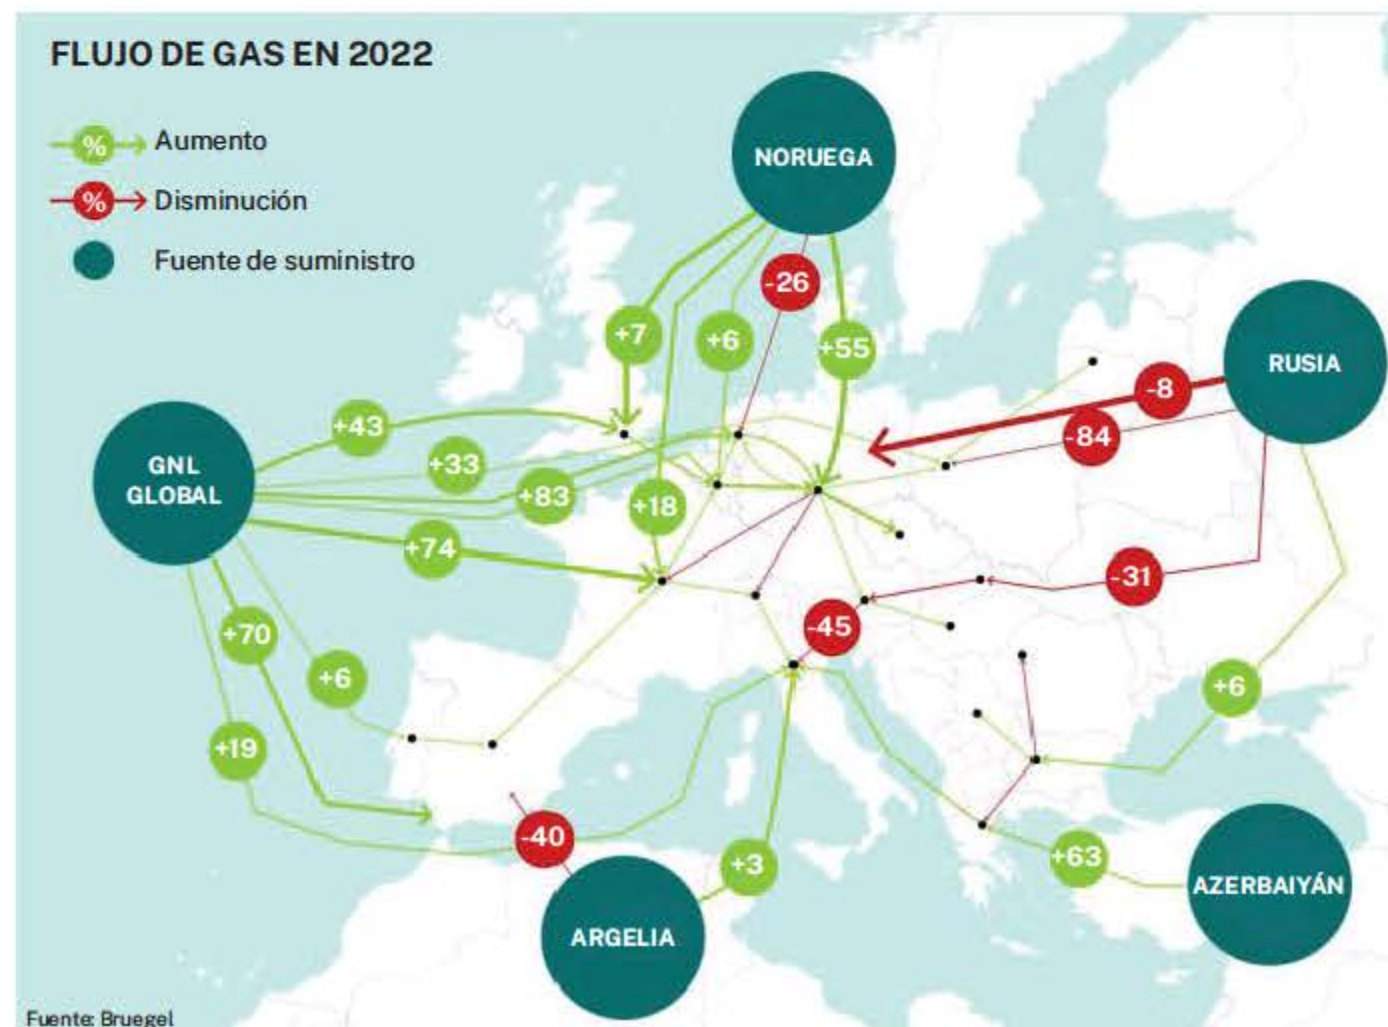 FLUJO DE GAS EN 2022
%
Aumento
%
Disminución
Fuente de suministro
NORUEGA
-26
+7
+6
+55
RUSIA
-8
-84
+43
+33
GNL
GLOBAL
+83
+18
+74
-31
-45
+70
+6
+6
+19
-40
+3
+63
AZERBAIYÁN
ARGELIA
Fuente: Bruegel